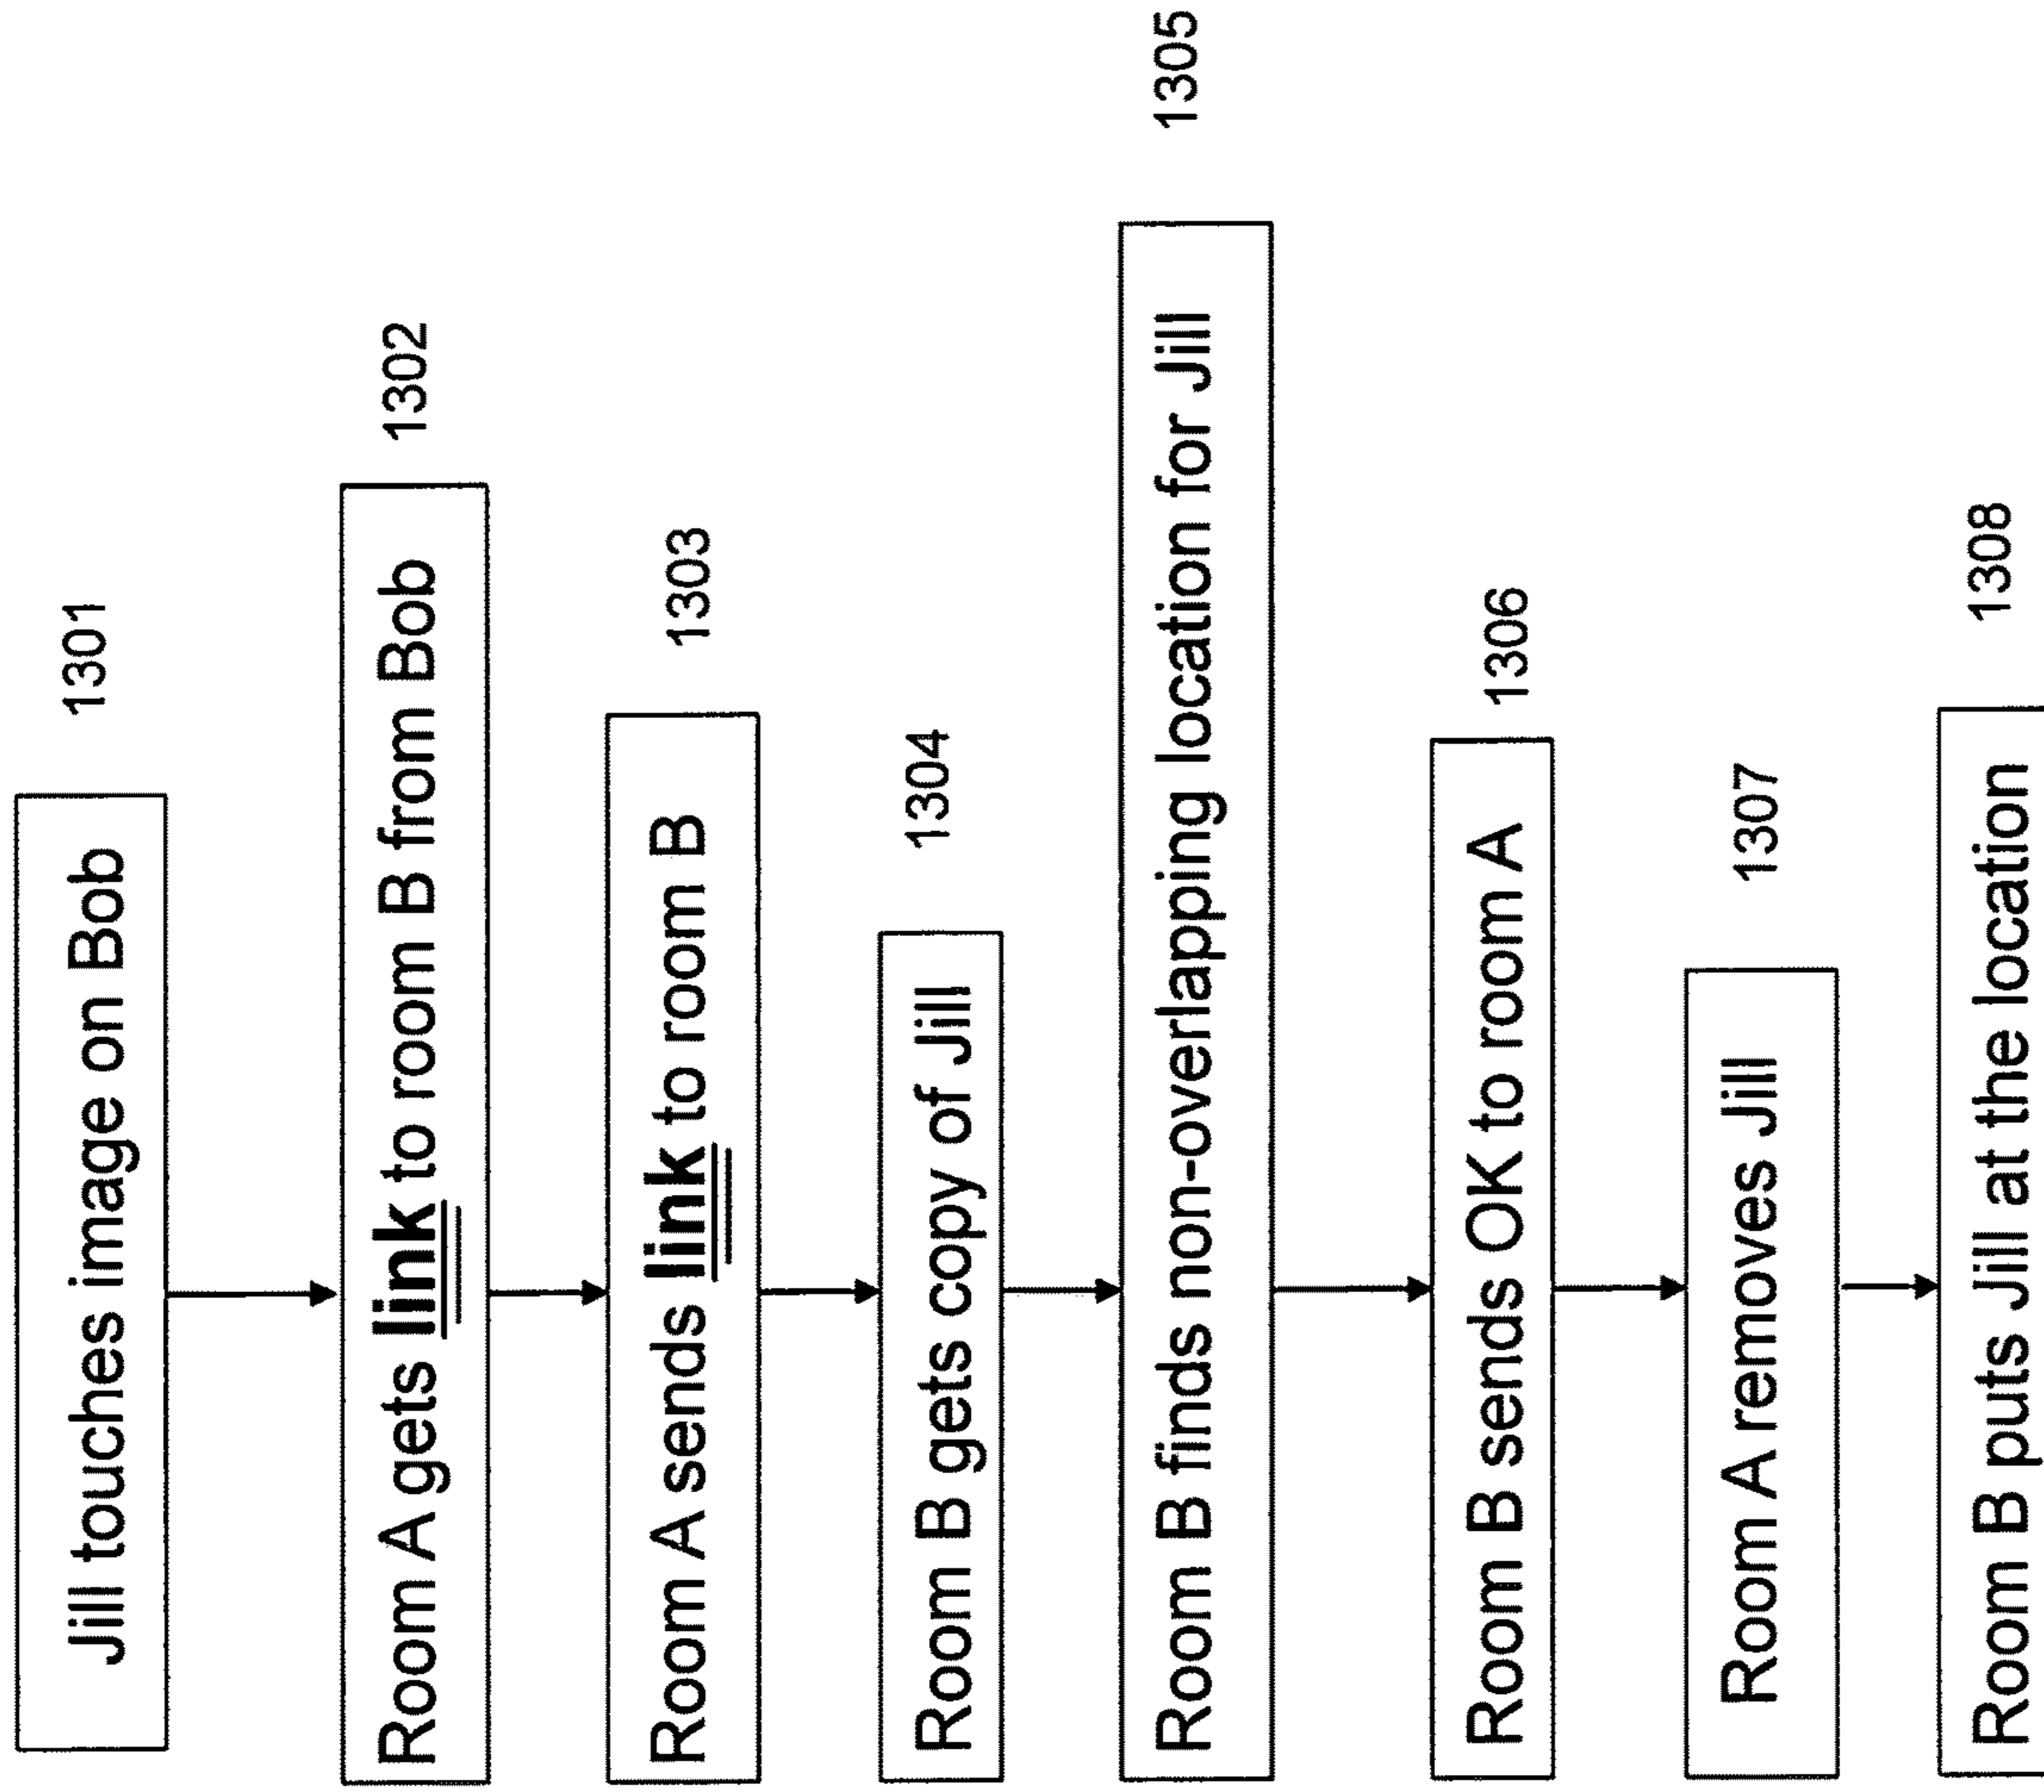 Jill touches image on Bob
1301
Room A gets link to room B from Bob
1302
Room A sends link to room B
1303
Room B gets copy of Jill
1304
Room B finds non-overlapping location for Jill
1305
Room B sends OK to room A
1306
Room A removes Jill
1307
Room B puts Jill at the location
1308